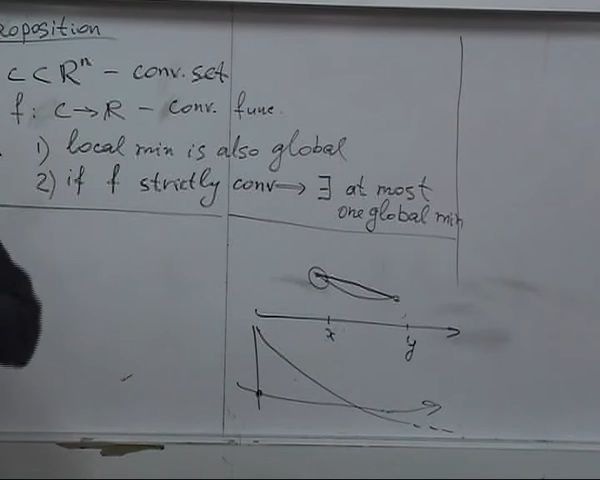 roposition
C ⊂ Rⁿ - conv. set
f: C → R - conv. func.
1) local min is also global
2) if f strictly conv → ∃ at most
one global min
x
y